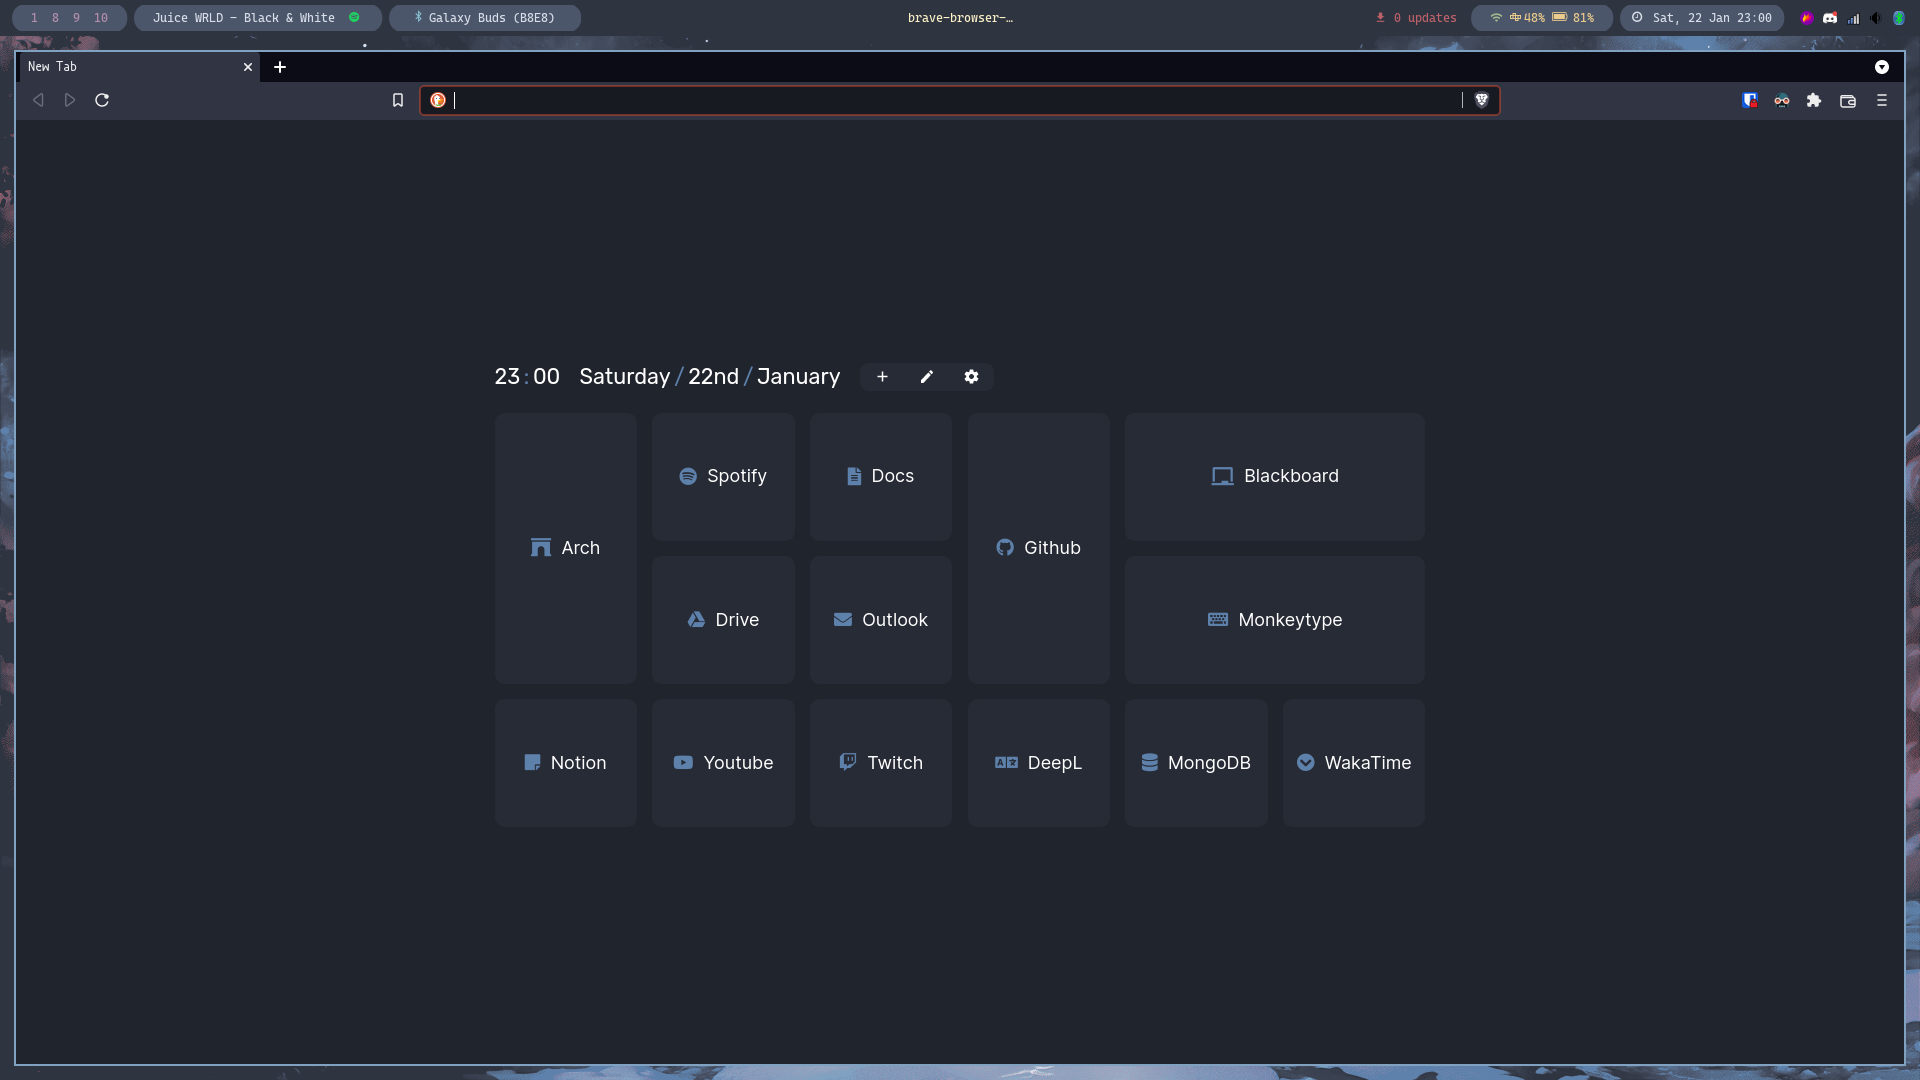 1 8 9 10 Juice WRLD - Black & White Galaxy Buds (B8E8) brave-browser-… 0 updates 48% 81% Sat, 22 Jan 23:00
New Tab
23:00 Saturday/22nd/January
Spotify Docs Blackboard
Arch Github
Drive Outlook Monkeytype
Notion Youtube Twitch DeepL MongoDB WakaTime